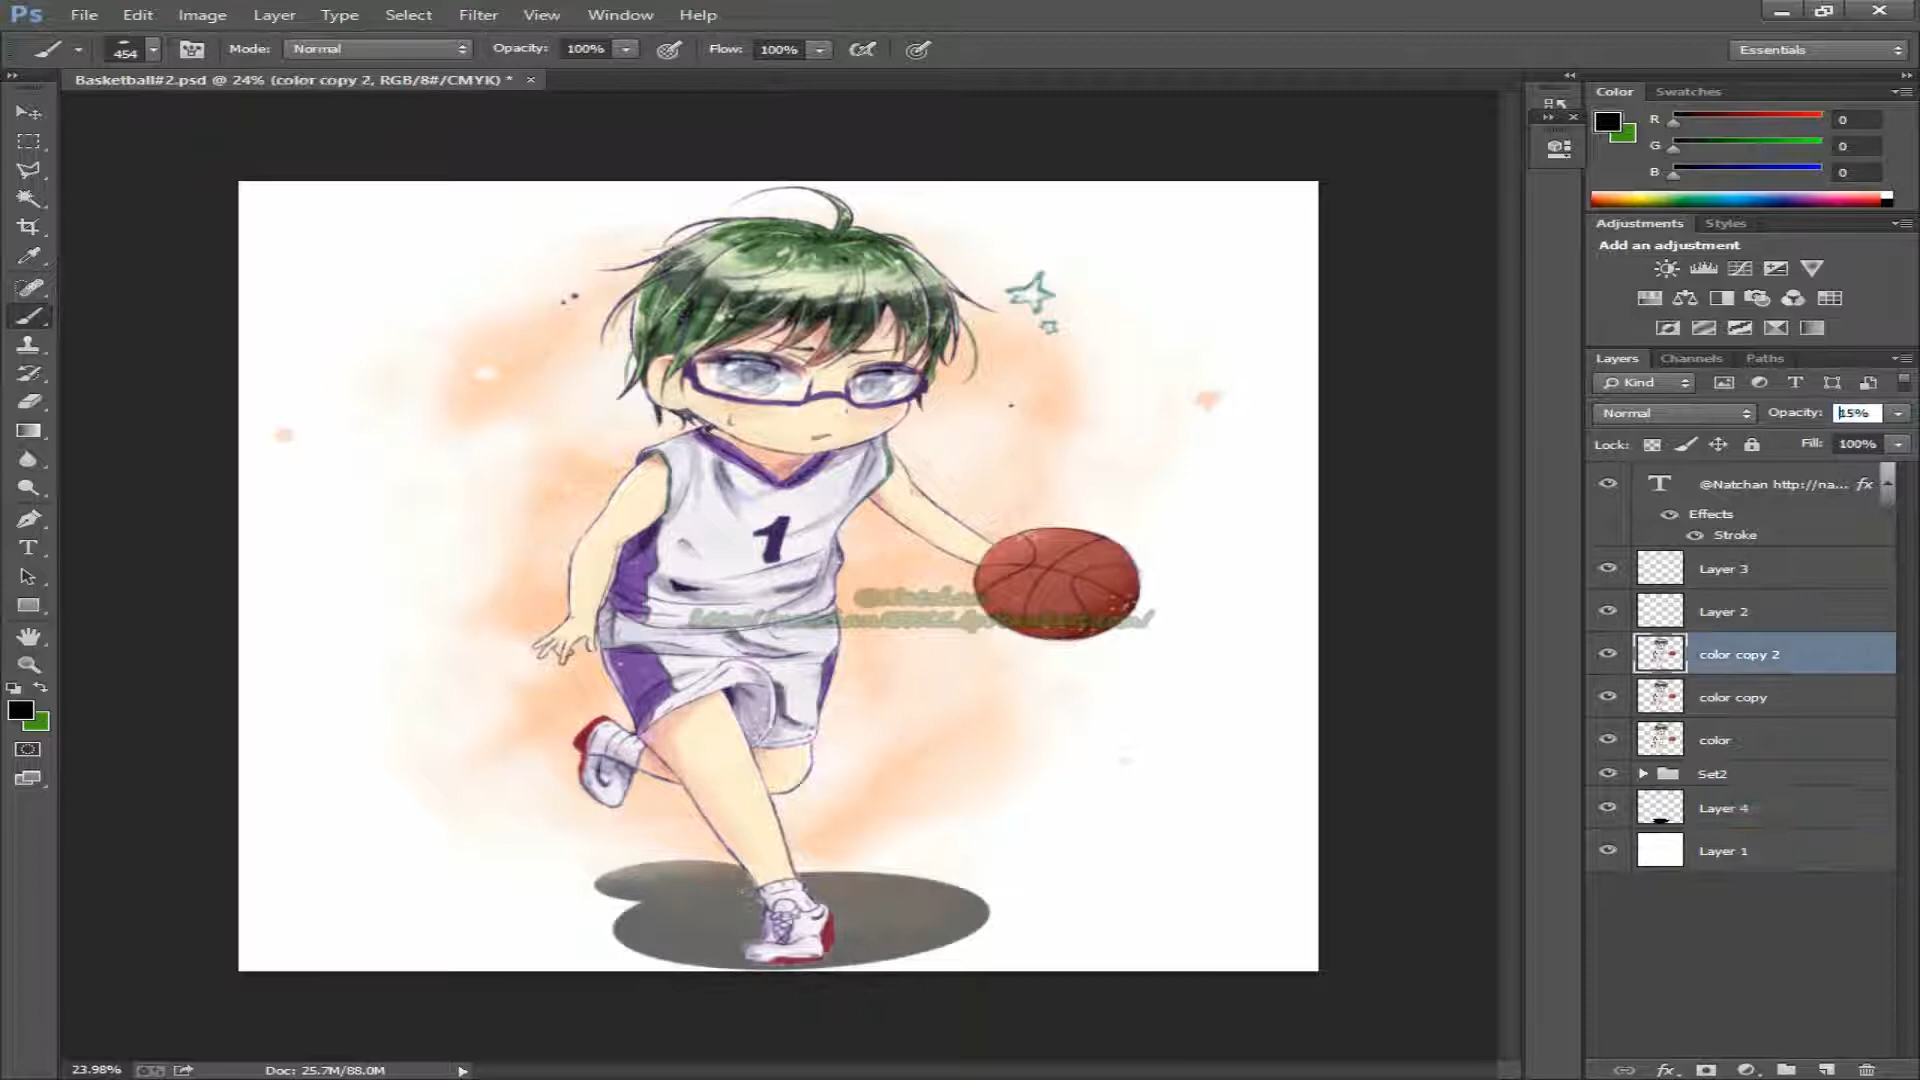 Ps File Edit Image Layer Type Select Filter View Window Help
454 Mode: Normal Opacity: 100% Flow: 100% Essentials
Basketball#2.psd @ 24% (color copy 2, RGB/8#/CMYK) * ×
Color Swatches
R 0
G 0
B 0
Adjustments Styles
Add an adjustment
Layers Channels Paths
Kind
Normal Opacity: 15%
Lock: Fill: 100%
T @Natchan http://na... fx
Effects
Stroke
Layer 3
Layer 2
color copy 2
color copy
color
Set2
Layer 4
Layer 1
1
23.98% Doc: 25.7M/88.0M
fx